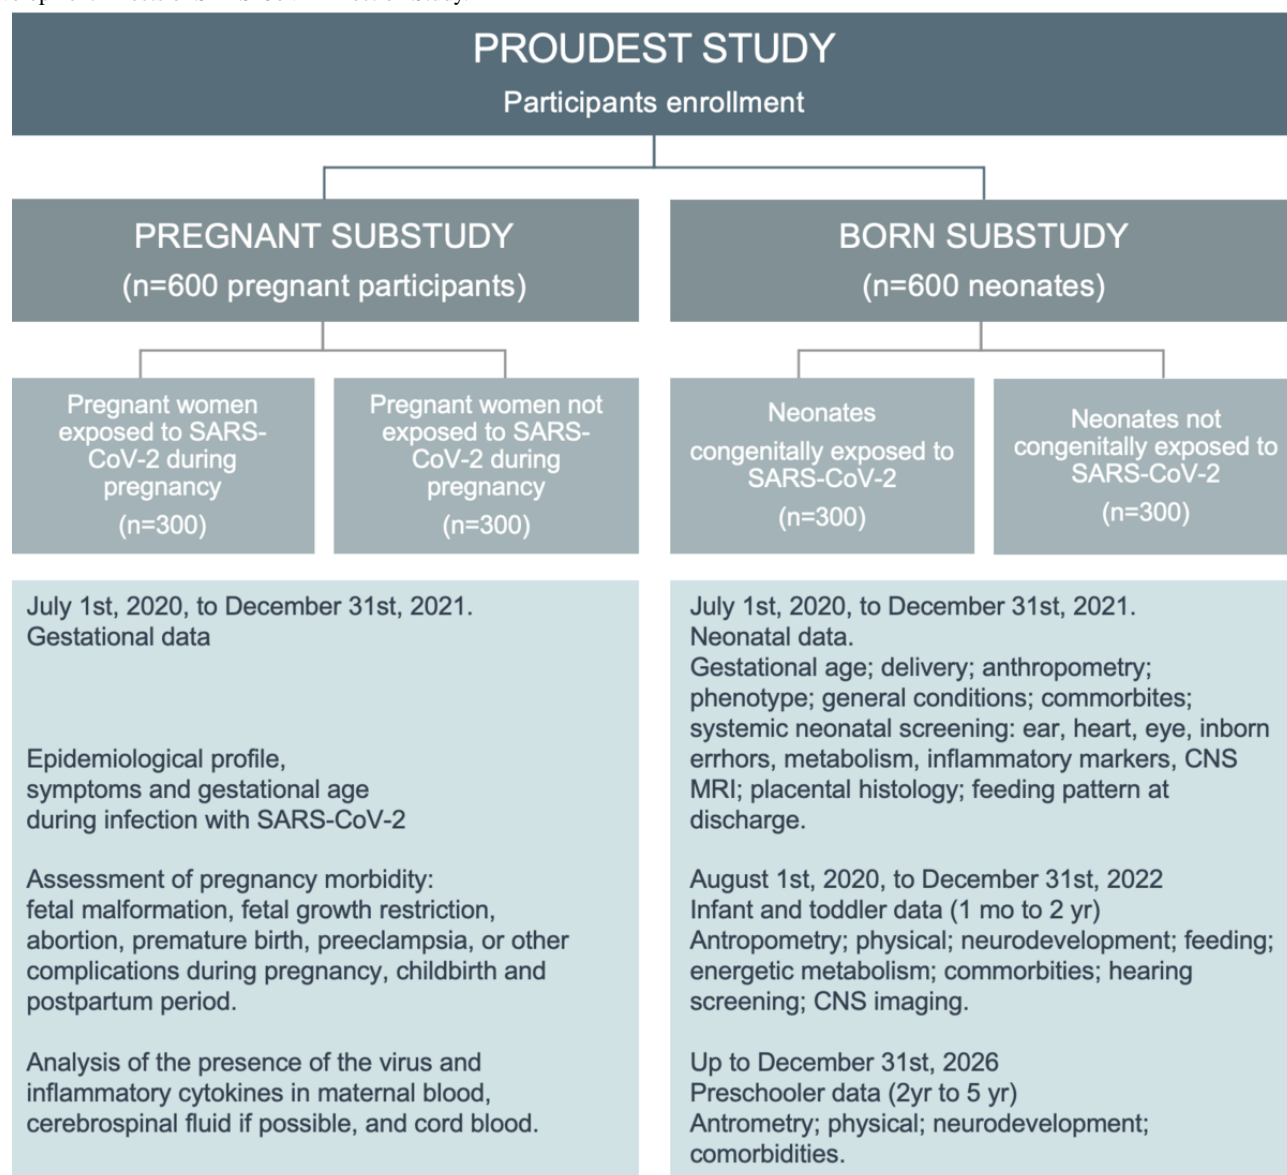 PROUDEST STUDY
Participants enrollment
PREGNANT SUBSTUDY
(n=600 pregnant participants)
BORN SUBSTUDY
(n=600 neonates)
Pregnant women
exposed to SARS-
CoV-2 during
pregnancy
(n=300)
Pregnant women not
exposed to SARS-
CoV-2 during
pregnancy
(n=300)
Neonates
congenitally exposed to
SARS-CoV-2
(n=300)
Neonates not
congenitally exposed to
SARS-CoV-2
(n=300)
July 1st, 2020, to December 31st, 2021.
Gestational data
Epidemiological profile,
symptoms and gestational age
during infection with SARS-CoV-2
Assessment of pregnancy morbidity:
fetal malformation, fetal growth restriction,
abortion, premature birth, preeclampsia, or other
complications during pregnancy, childbirth and
postpartum period.
Analysis of the presence of the virus and
inflammatory cytokines in maternal blood,
cerebrospinal fluid if possible, and cord blood.
July 1st, 2020, to December 31st, 2021.
Neonatal data.
Gestational age; delivery; anthropometry;
phenotype; general conditions; commorbites;
systemic neonatal screening: ear, heart, eye, inborn
errhors, metabolism, inflammatory markers, CNS
MRI; placental histology; feeding pattern at
discharge.
August 1st, 2020, to December 31st, 2022
Infant and toddler data (1 mo to 2 yr)
Antropometry; physical; neurodevelopment; feeding;
energetic metabolism; commorbities; hearing
screening; CNS imaging.
Up to December 31st, 2026
Preschooler data (2yr to 5 yr)
Antrometry; physical; neurodevelopment;
comorbidities.